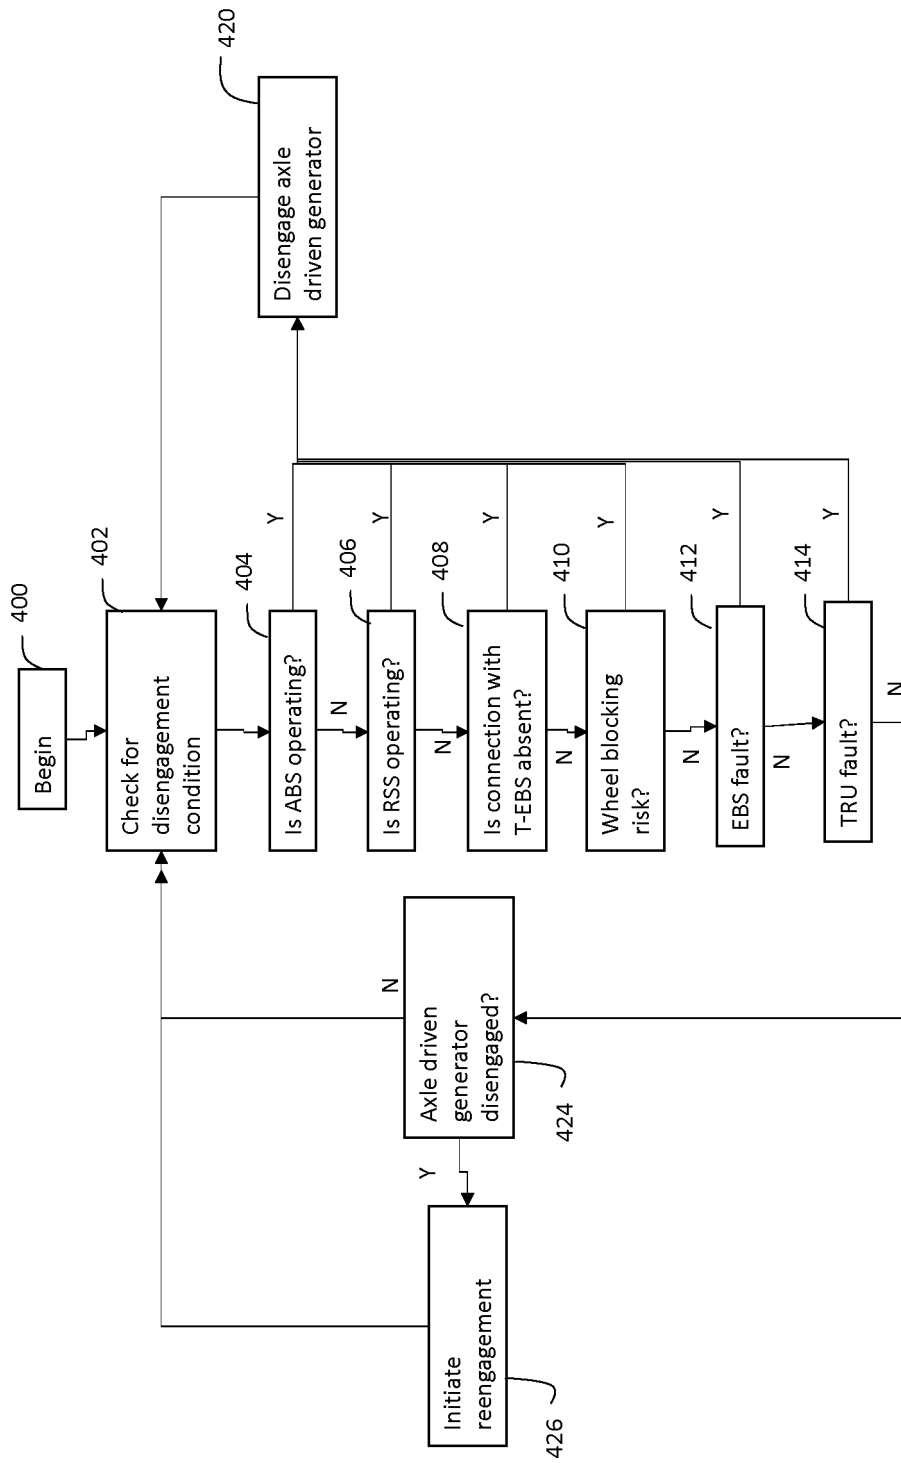 400
Begin
402
Check for
disengagement
condition
404
Is ABS operating?
Y
N
406
Is RSS operating?
Y
N
408
Is connection with
T-EBS absent?
Y
N
410
Wheel blocking
risk?
Y
N
412
EBS fault?
Y
N
414
TRU fault?
Y
N
420
Disengage axle
driven generator
Axle driven
generator
disengaged?
424
N
Y
Initiate
reengagement
426